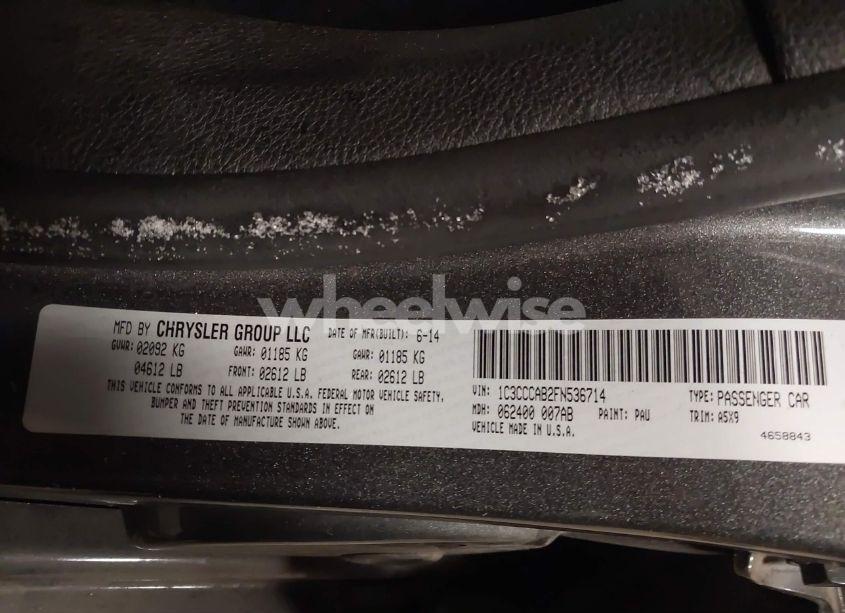 wheelwise
MFD BY CHRYSLER GROUP LLC DATE OF MFR(BUILT): 6-14
GVWR: 02092 KG GAWR: 01185 KG GAWR: 01185 KG
04612 LB FRONT: 02612 LB REAR: 02612 LB
THIS VEHICLE CONFORMS TO ALL APPLICABLE U.S.A. FEDERAL MOTOR VEHICLE SAFETY,
BUMPER AND THEFT PREVENTION STANDARDS IN EFFECT ON
THE DATE OF MANUFACTURE SHOWN ABOVE.
VIN: 1C3CCCAB2FN536714 TYPE: PASSENGER CAR
MDH: 062400 007AB PAINT: PAU TRIM: A5X9
VEHICLE MADE IN U.S.A. 4658843